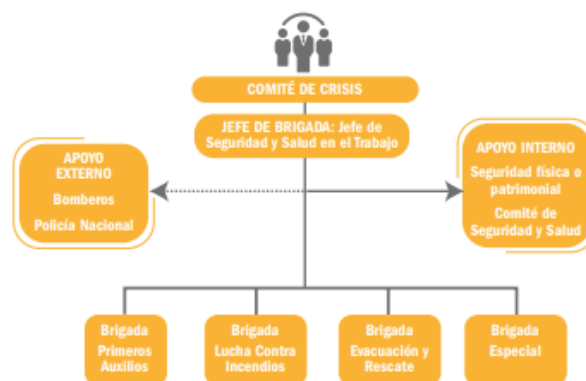 COMITÉ DE CRISIS
JEFE DE BRIGADA: Jefe de
Seguridad y Salud en el Trabajo
APOYO
EXTERNO
Bomberos
Policía Nacional
APOYO INTERNO
Seguridad física o
patrimonial
Comité de
Seguridad y Salud
Brigada
Primeros
Auxilios
Brigada
Lucha Contra
Incendios
Brigada
Evacuación y
Rescate
Brigada
Especial